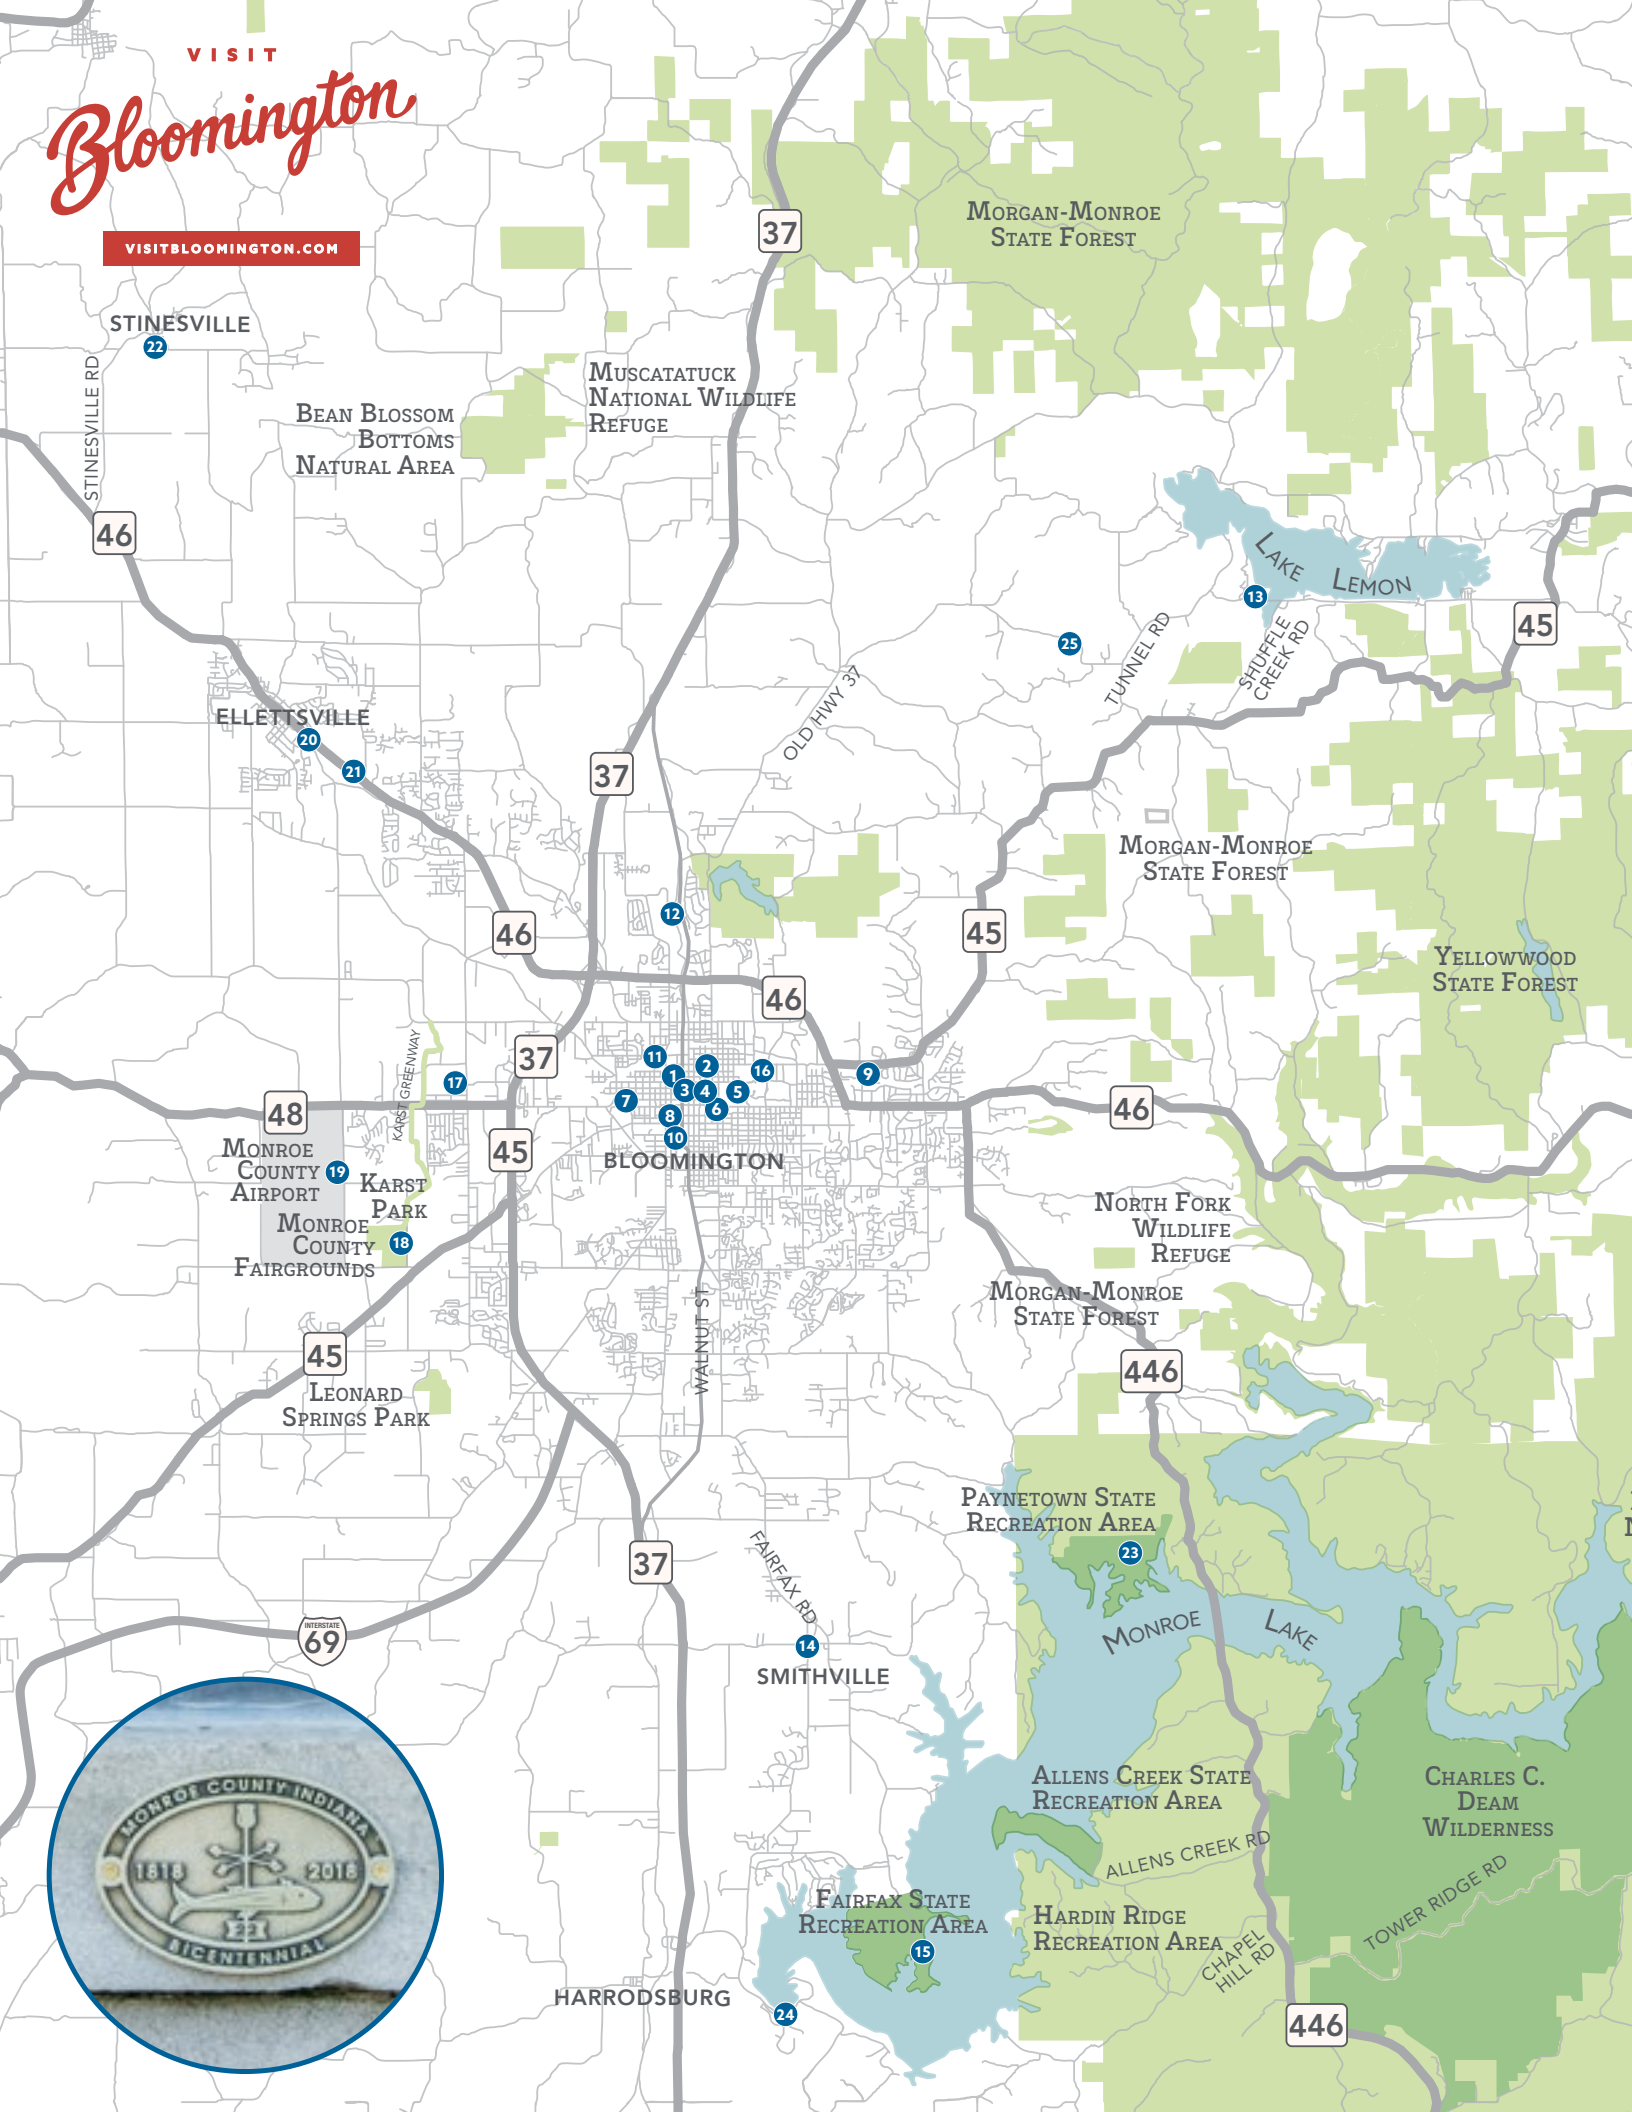 VISIT
Bloomington
VISITBLOOMINGTON.COM
37
MORGAN-MONROE
STATE FOREST
STINESVILLE
22
STINESVILLE RD
MUSCATATUCK
NATIONAL WILDLIFE
REFUGE
BEAN BLOSSOM
BOTTOMS
NATURAL AREA
46
LAKE LEMON
13
45
25
TUNNEL RD
SHUFFLE
CREEK RD
OLD HWY 37
ELLETTSVILLE
20
21
37
MORGAN-MONROE
STATE FOREST
12
46
45
YELLOWWOOD
STATE FOREST
46
KARST GREENWAY
37
11
2
16
9
17
1
3
4
5
7
6
8
10
48
46
BLOOMINGTON
45
MONROE
COUNTY
AIRPORT
19
KARST
PARK
MONROE
COUNTY
FAIRGROUNDS
18
NORTH FORK
WILDLIFE
REFUGE
MORGAN-MONROE
STATE FOREST
WALNUT ST
45
446
LEONARD
SPRINGS PARK
PAYNETOWN STATE
RECREATION AREA
23
37
FAIRFAX RD
INTERSTATE
69
14
SMITHVILLE
MONROE LAKE
ALLENS CREEK STATE
RECREATION AREA
CHARLES C.
DEAM
WILDERNESS
ALLENS CREEK RD
TOWER RIDGE RD
FAIRFAX STATE
RECREATION AREA
15
HARDIN RIDGE
RECREATION AREA
CHAPEL
HILL RD
HARRODSBURG
24
446
MONROE COUNTY INDIANA
1818 2018
22
BICENTENNIAL